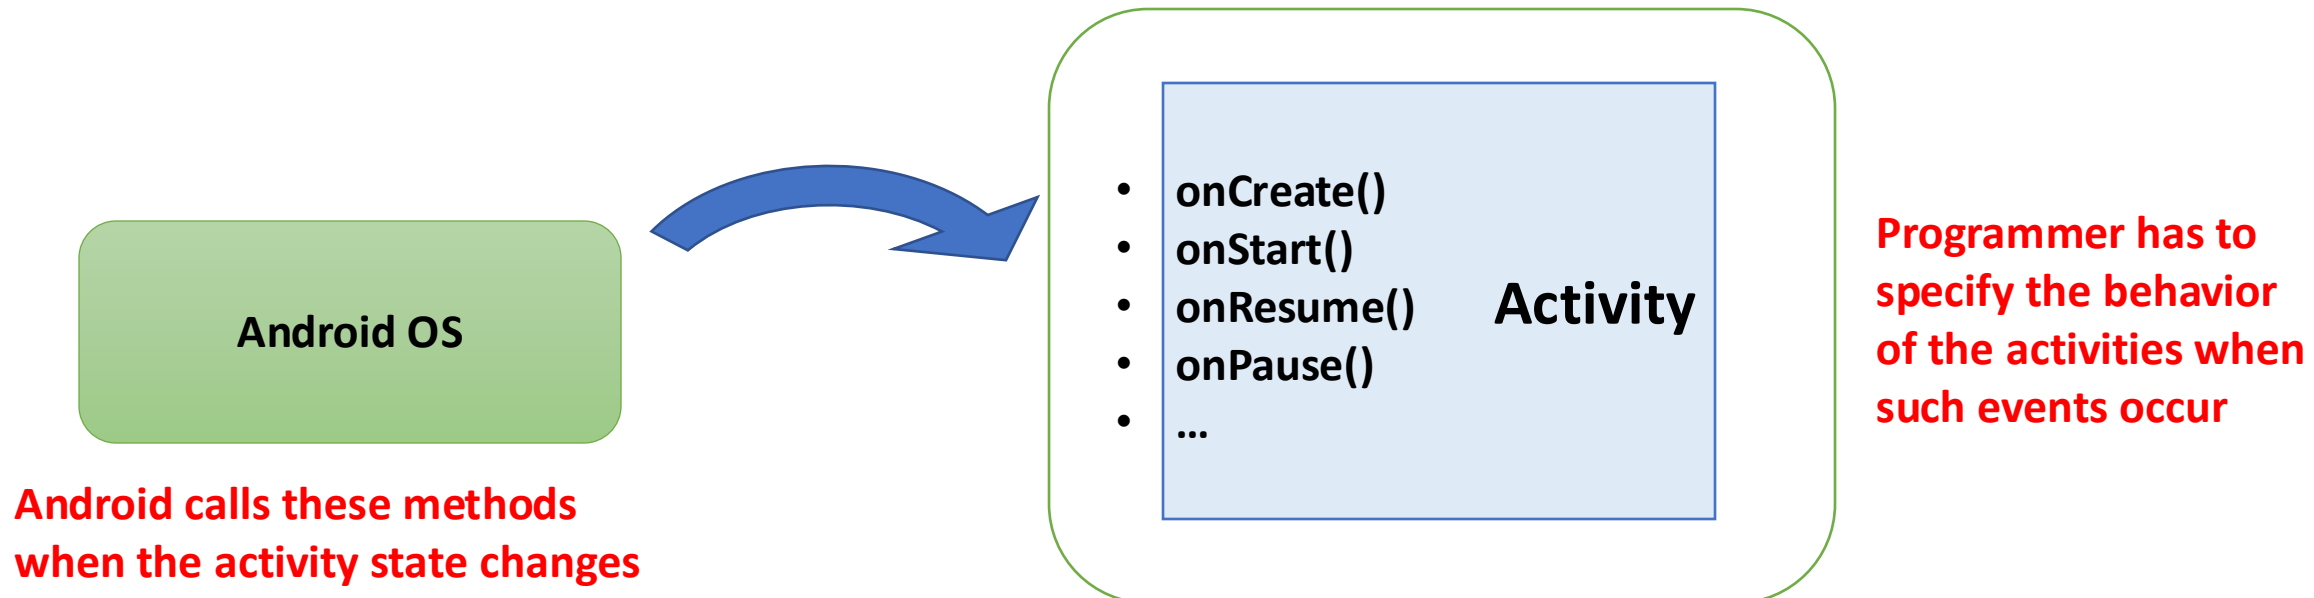 Android OS
Android calls these methods
when the activity state changes
• onCreate()
• onStart()
• onResume()
• onPause()
• ...
Activity
Programmer has to
specify the behavior
of the activities when
such events occur